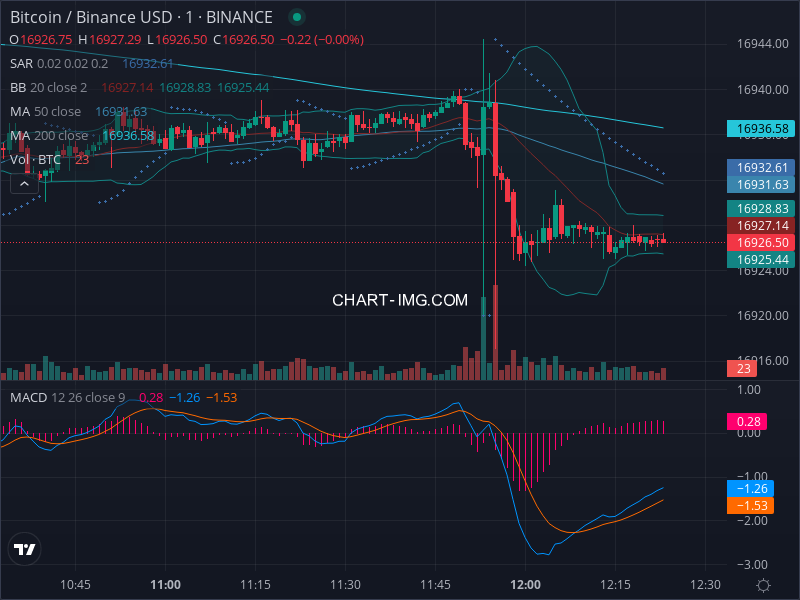 Bitcoin / Binance USD · 1 · BINANCE
O16926.75 H16927.29 L16926.50 C16926.50 −0.22 (−0.00%)
SAR 0.02 0.02 0.2 16932.61
BB 20 close 2 16927.14 16928.83 16925.44
MA 50 close 16931.63
MA 200 close 16936.58
Vol · BTC 23
16944.00
16940.00
16936.58
16932.61
16931.63
16928.83
16927.14
16926.50
16925.44
16924.00
CHART-IMG.COM
16920.00
16916.00
23
MACD 12 26 close 9 0.28 −1.26 −1.53
1.00
0.28
0.00
−1.00
−1.26
−1.53
−2.00
−3.00
10:45 11:00 11:15 11:30 11:45 12:00 12:15 12:30